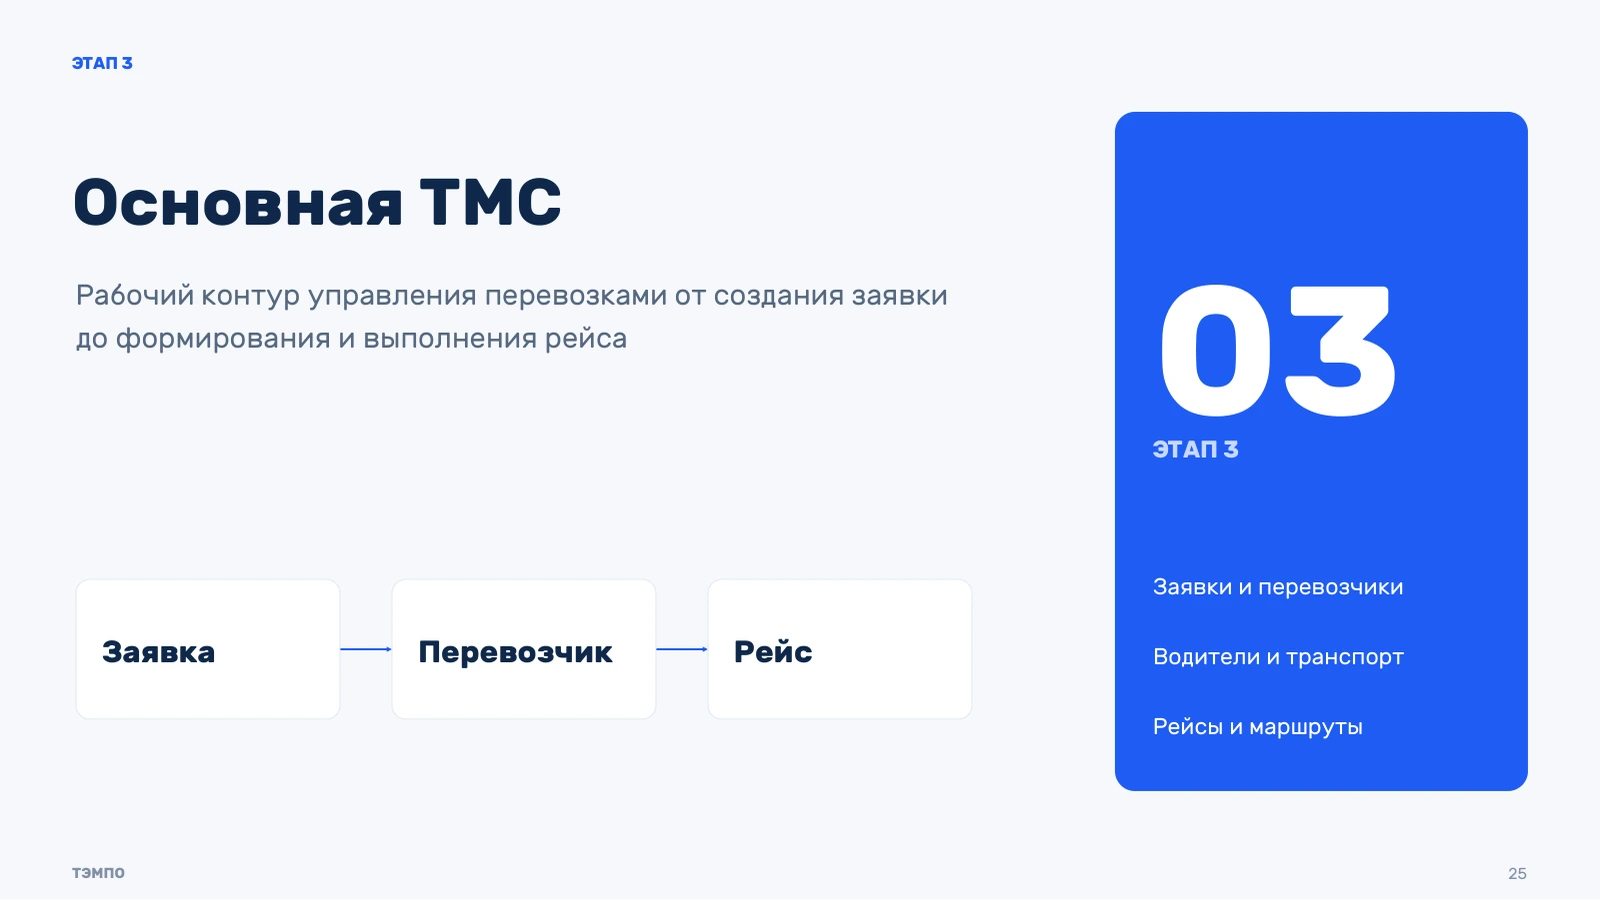 ЭТАП 3
Основная ТМС
Рабочий контур управления перевозками от создания заявки
до формирования и выполнения рейса
Заявка
Перевозчик
Рейс
03
ЭТАП 3
Заявки и перевозчики
Водители и транспорт
Рейсы и маршруты
ТЭМПО
25